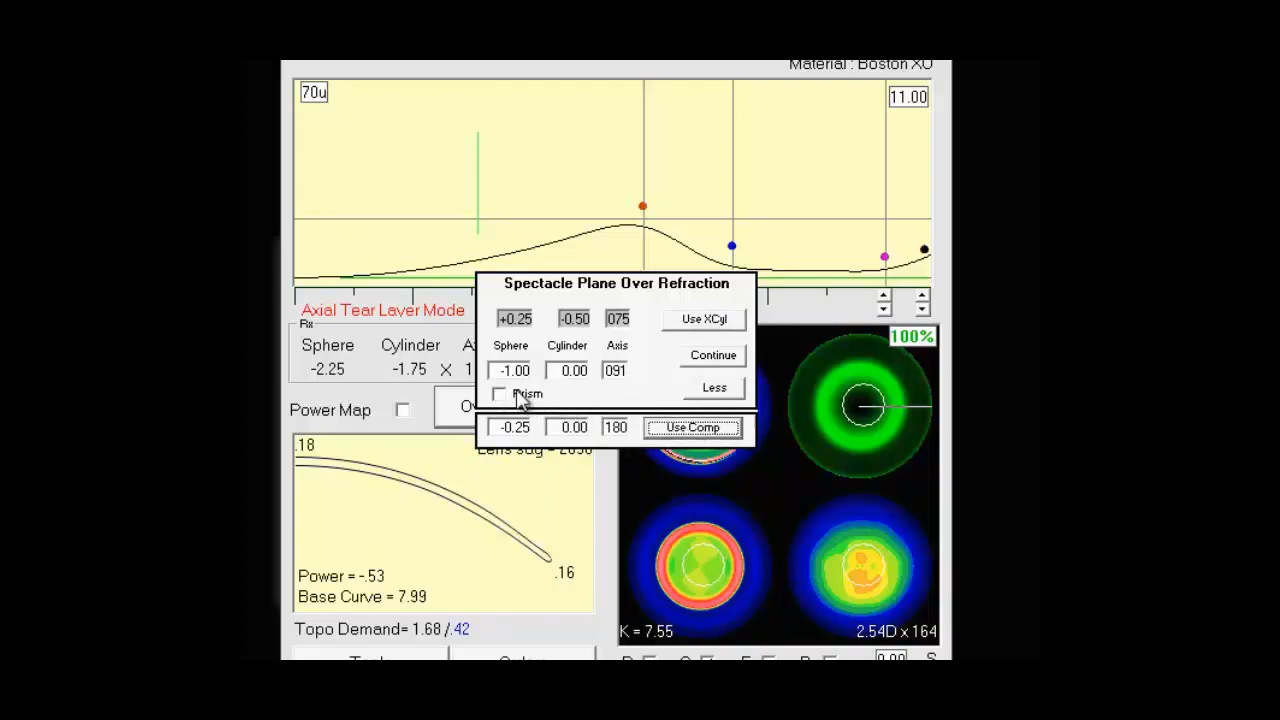 Material : Boston XO
70u
11.00
Spectacle Plane Over Refraction
+0.25 -0.50 075 Use XCyl
Sphere Cylinder Axis
Continue
-1.00 0.00 091
Less
Prism
-0.25 0.00 180 Use Comp
Axial Tear Layer Mode
Rx
Sphere Cylinder
-2.25 -1.75 X
Power Map
100%
.18
.16
Power = -.53
Base Curve = 7.99
Topo Demand= 1.68 /.42
K = 7.55
2.54D x 164
0.00